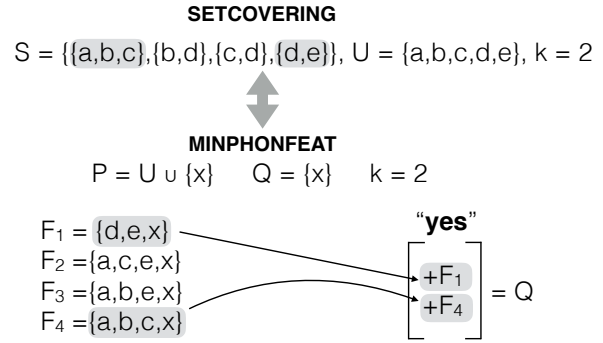 SETCOVERING
S = {{a,b,c},{b,d},{c,d},{d,e}}, U = {a,b,c,d,e}, k = 2
MINPHONFEAT
P = U ∪ {x} Q = {x} k = 2
"yes"
F₁ = {d,e,x}
F₂ = {a,c,e,x}
F₃ = {a,b,e,x}
F₄ = {a,b,c,x}
+F₁
+F₄
= Q